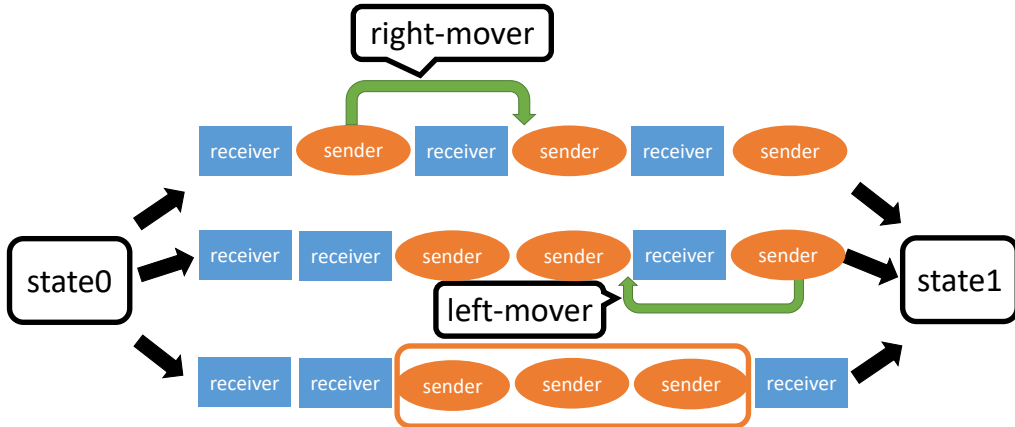 right-mover
receiver sender receiver sender receiver sender
state0
receiver receiver sender sender receiver sender
state1
left-mover
receiver receiver sender sender sender receiver